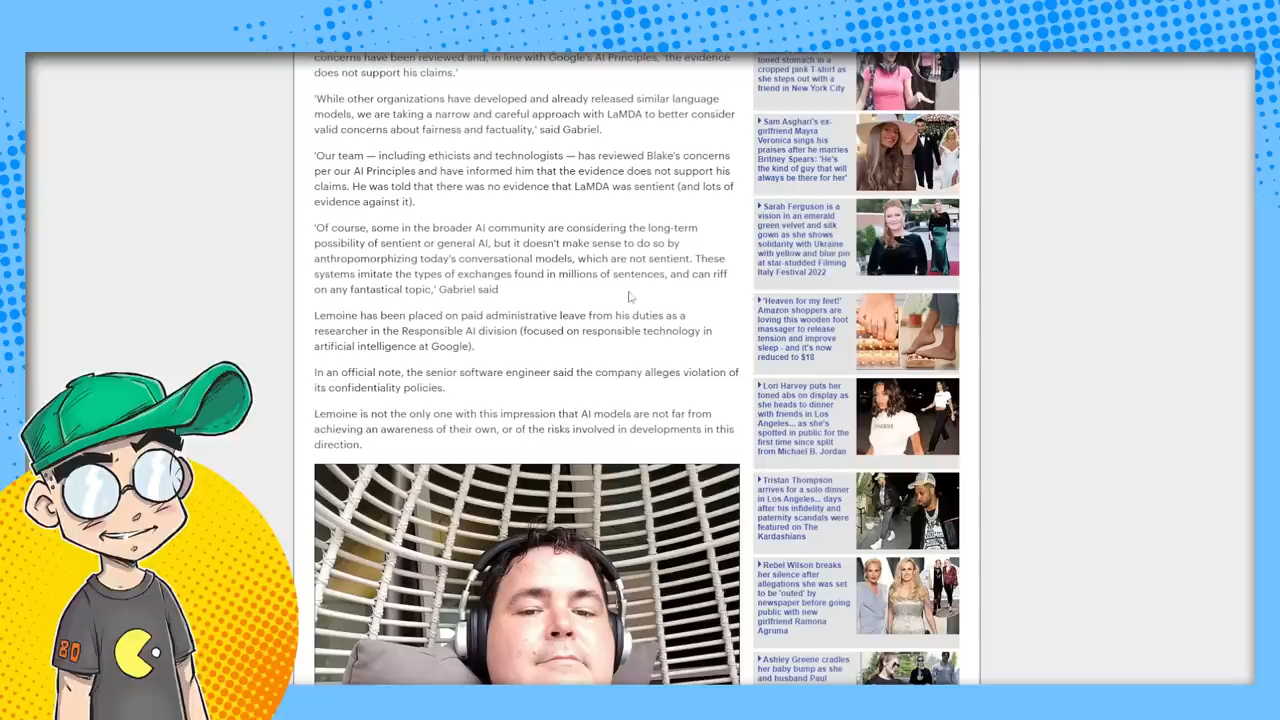 concerns have been reviewed and, in line with Google's AI Principles, 'the evidence
does not support his claims.'
'While other organizations have developed and already released similar language
models, we are taking a narrow and careful approach with LaMDA to better consider
valid concerns about fairness and factuality,' said Gabriel.
'Our team — including ethicists and technologists — has reviewed Blake's concerns
per our AI Principles and have informed him that the evidence does not support his
claims. He was told that there was no evidence that LaMDA was sentient (and lots of
evidence against it).
'Of course, some in the broader AI community are considering the long-term
possibility of sentient or general AI, but it doesn't make sense to do so by
anthropomorphizing today's conversational models, which are not sentient. These
systems imitate the types of exchanges found in millions of sentences, and can riff
on any fantastical topic,' Gabriel said
Lemoine has been placed on paid administrative leave from his duties as a
researcher in the Responsible AI division (focused on responsible technology in
artificial intelligence at Google).
In an official note, the senior software engineer said the company alleges violation of
its confidentiality policies.
Lemoine is not the only one with this impression that AI models are not far from
achieving an awareness of their own, or of the risks involved in developments in this
direction.
toned stomach in a
cropped pink T-shirt as
she steps out with a
friend in New York City
Sam Asghari's ex-
girlfriend Mayra
Veronica sings his
praises after he marries
Britney Spears: 'He's
the kind of guy that will
always be there for her'
Sarah Ferguson is a
vision in an emerald
green velvet and silk
gown as she shows
solidarity with Ukraine
with yellow and blue pin
at star-studded Filming
Italy Festival 2022
'Heaven for my feet!'
Amazon shoppers are
loving this wooden foot
massager to release
tension and improve
sleep - and it's now
reduced to $18
Lori Harvey puts her
toned abs on display as
she heads to dinner
with friends in Los
Angeles... as she's
spotted in public for the
first time since split
from Michael B. Jordan
Tristan Thompson
arrives for a solo dinner
in Los Angeles... days
after his infidelity and
paternity scandals were
featured on The
Kardashians
Rebel Wilson breaks
her silence after
allegations she was set
to be 'outed' by
newspaper before going
public with new
girlfriend Ramona
Agruma
Ashley Greene cradles
her baby bump as she
and husband Paul
80